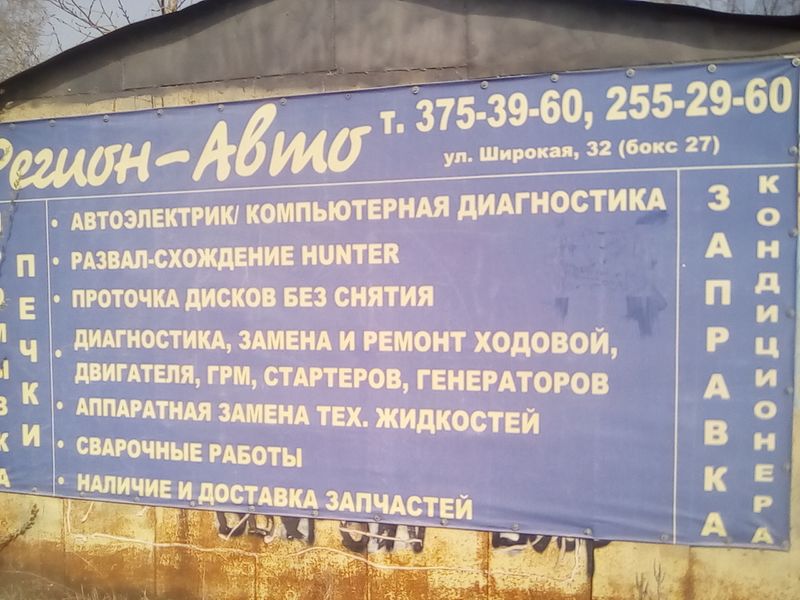 Регион-Авто
т. 375-39-60, 255-29-60
ул. Широкая, 32 (бокс 27)
ПРОМЫВКА
ПЕЧКИ
• АВТОЭЛЕКТРИК/ КОМПЬЮТЕРНАЯ ДИАГНОСТИКА
• РАЗВАЛ-СХОЖДЕНИЕ HUNTER
• ПРОТОЧКА ДИСКОВ БЕЗ СНЯТИЯ
• ДИАГНОСТИКА, ЗАМЕНА И РЕМОНТ ХОДОВОЙ,
ДВИГАТЕЛЯ, ГРМ, СТАРТЕРОВ, ГЕНЕРАТОРОВ
• АППАРАТНАЯ ЗАМЕНА ТЕХ. ЖИДКОСТЕЙ
• СВАРОЧНЫЕ РАБОТЫ
• НАЛИЧИЕ И ДОСТАВКА ЗАПЧАСТЕЙ
ЗАПРАВКА
КОНДИЦИОНЕРА